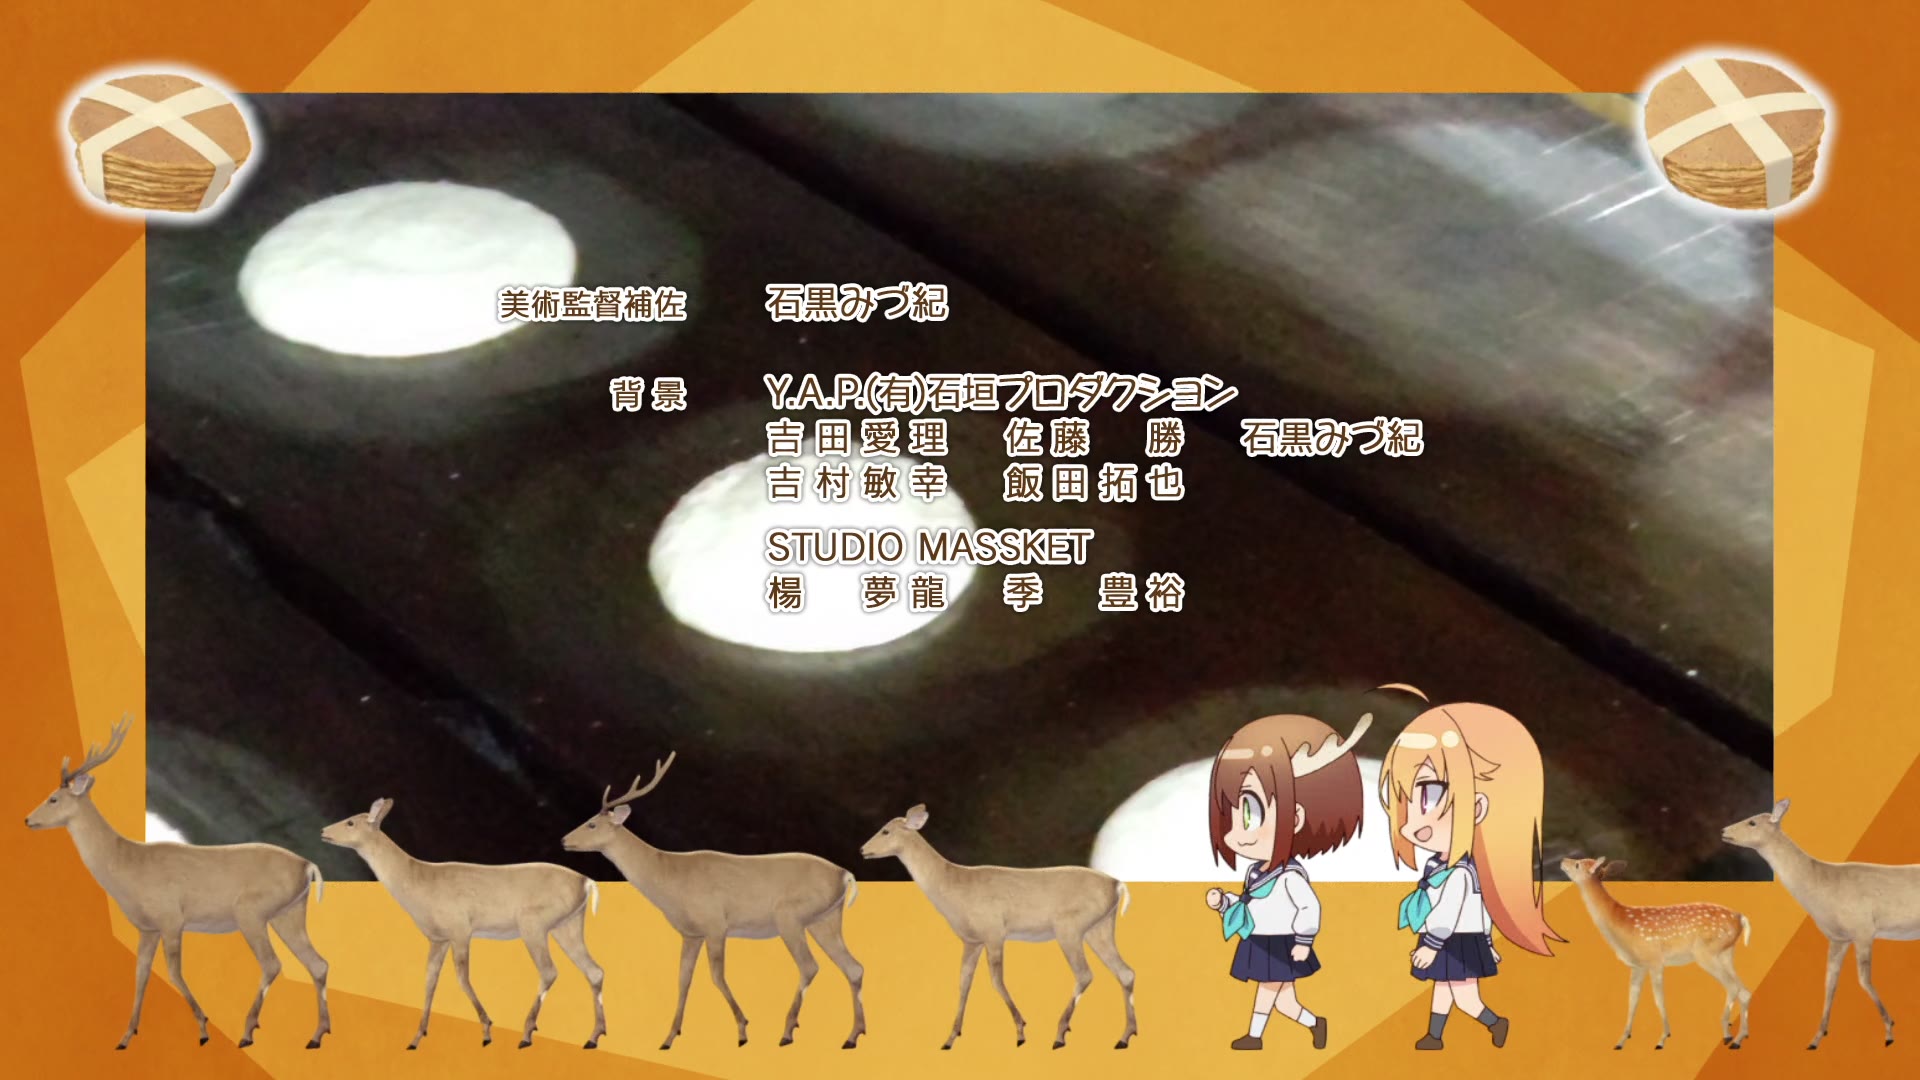 美術監督補佐 石黒みづ紀
背景 Y.A.P.(有)石垣プロダクション
吉田愛理 佐藤 勝 石黒みづ紀
吉村敏幸 飯田拓也
STUDIO MASSKET
楊 夢龍 季 豊裕